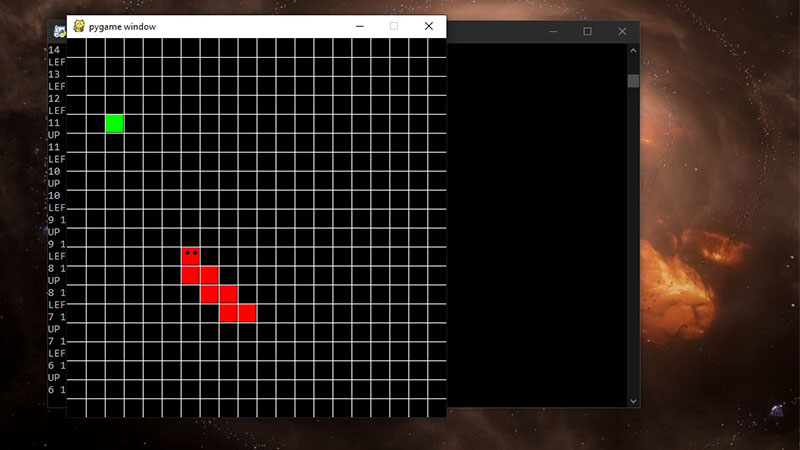 pygame window
14
LEF
13
LEF
12
LEF
11
UP
11
LEF
10
UP
10
LEF
9 1
UP
9 1
LEF
8 1
UP
8 1
LEF
7 1
UP
7 1
LEF
6 1
UP
6 1